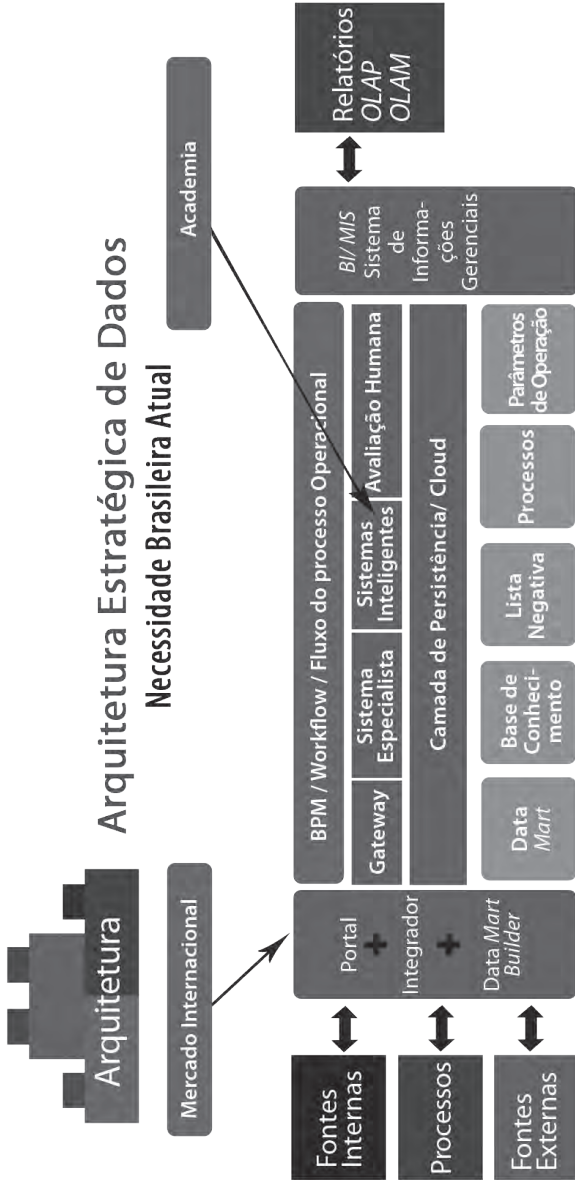 Arquitetura Estratégica de Dados
Necessidade Brasileira Atual
Arquitetura
Mercado Internacional
Academia
Fontes
Internas
Processos
Fontes
Externas
Portal
+
Integrador
+
Data Mart
Builder
BPM / Workflow / Fluxo do processo Operacional
Gateway
Sistema
Especialista
Sistemas
Inteligentes
Avaliação Humana
Camada de Persistência/ Cloud
Data
Mart
Base de
Conheci-
mento
Lista
Negativa
Processos
Parâmetros
de Operação
BI/ MIS
Sistema
de
Informa-
ções
Gerenciais
Relatórios
OLAP
OLAM